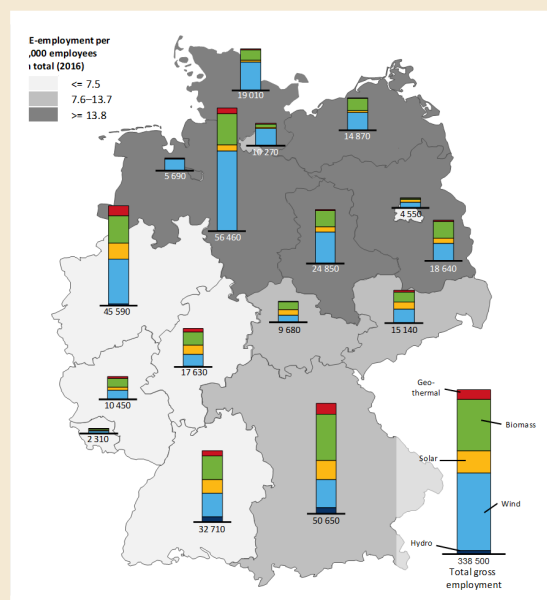 E-employment per
,000 employees
total (2016)
<= 7.5
7.6–13.7
>= 13.8
19 010
14 870
10 270
5 690
4 550
56 460
24 850
18 640
45 590
9 680
15 140
17 630
10 450
2 310
32 710
50 650
Geo-
thermal
Biomass
Solar
Wind
Hydro
338 500
Total gross
employment